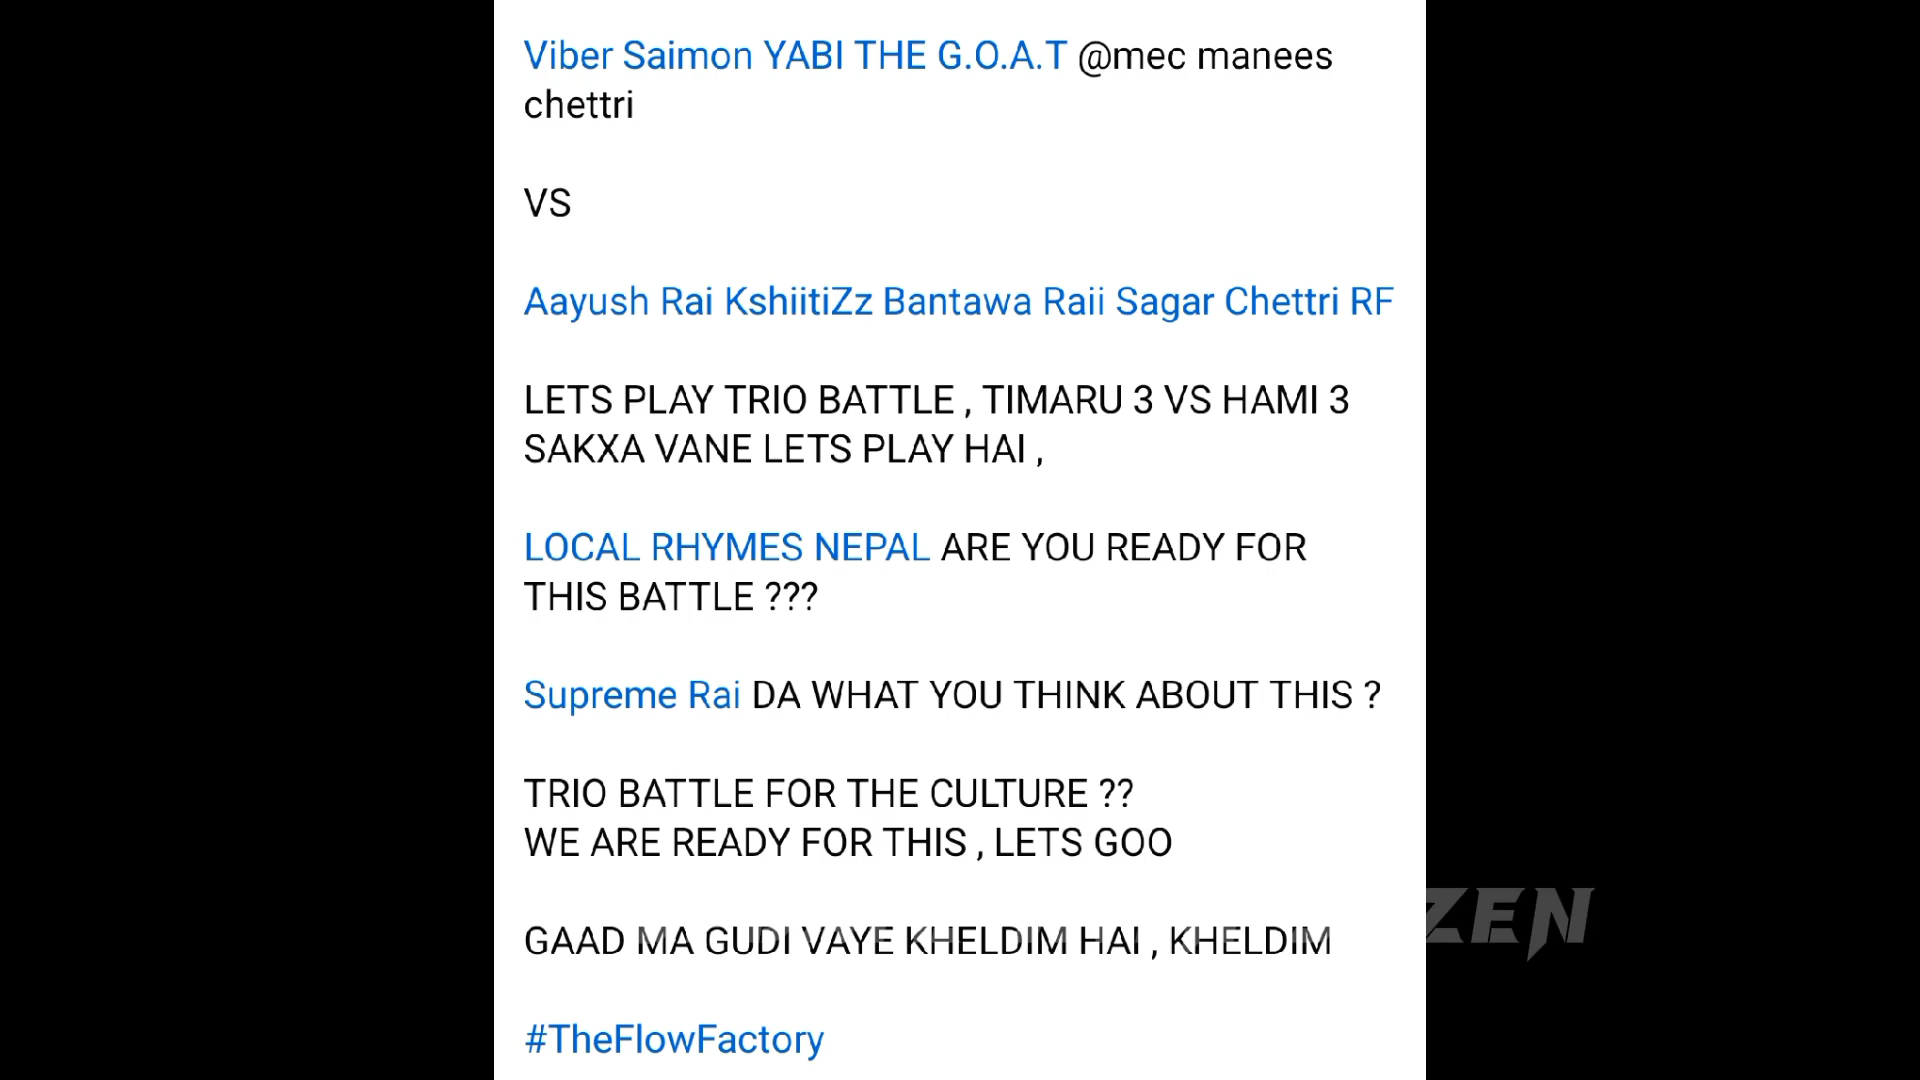 Viber Saimon YABI THE G.O.A.T @mec manees
chettri
VS
Aayush Rai KshiitiZz Bantawa Raii Sagar Chettri RF
LETS PLAY TRIO BATTLE , TIMARU 3 VS HAMI 3
SAKXA VANE LETS PLAY HAI ,
LOCAL RHYMES NEPAL ARE YOU READY FOR
THIS BATTLE ???
Supreme Rai DA WHAT YOU THINK ABOUT THIS ?
TRIO BATTLE FOR THE CULTURE ??
WE ARE READY FOR THIS , LETS GOO
ZEN
GAAD MA GUDI VAYE KHELDIM HAI , KHELDIM
#TheFlowFactory